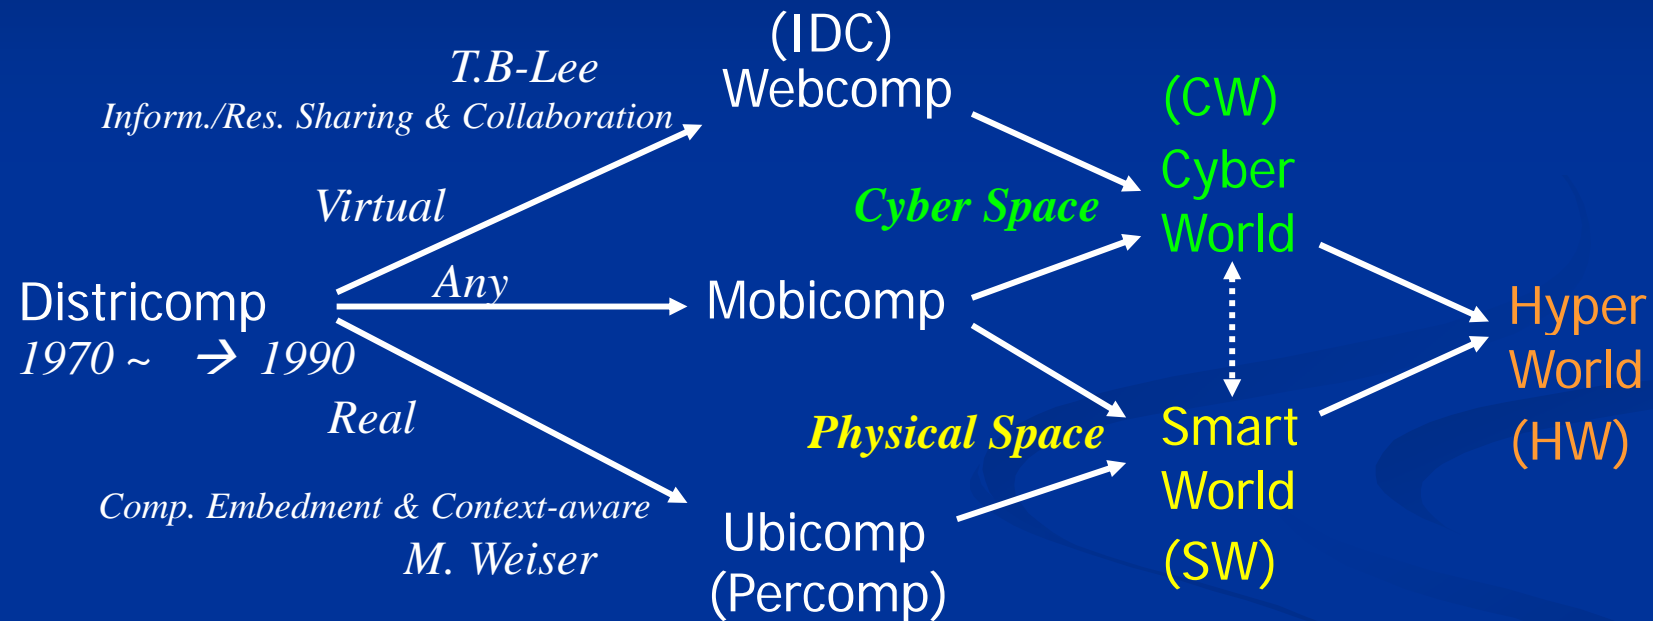 (IDC)
T.B-Lee
Webcomp
Inform./Res. Sharing & Collaboration
(CW)
Cyber
World
Virtual
Cyber Space
Any
Districomp
1970 ~ → 1990
Mobicomp
Hyper
World
(HW)
Real
Physical Space
Smart
World
(SW)
Comp. Embedment & Context-aware
M. Weiser
Ubicomp
(Percomp)